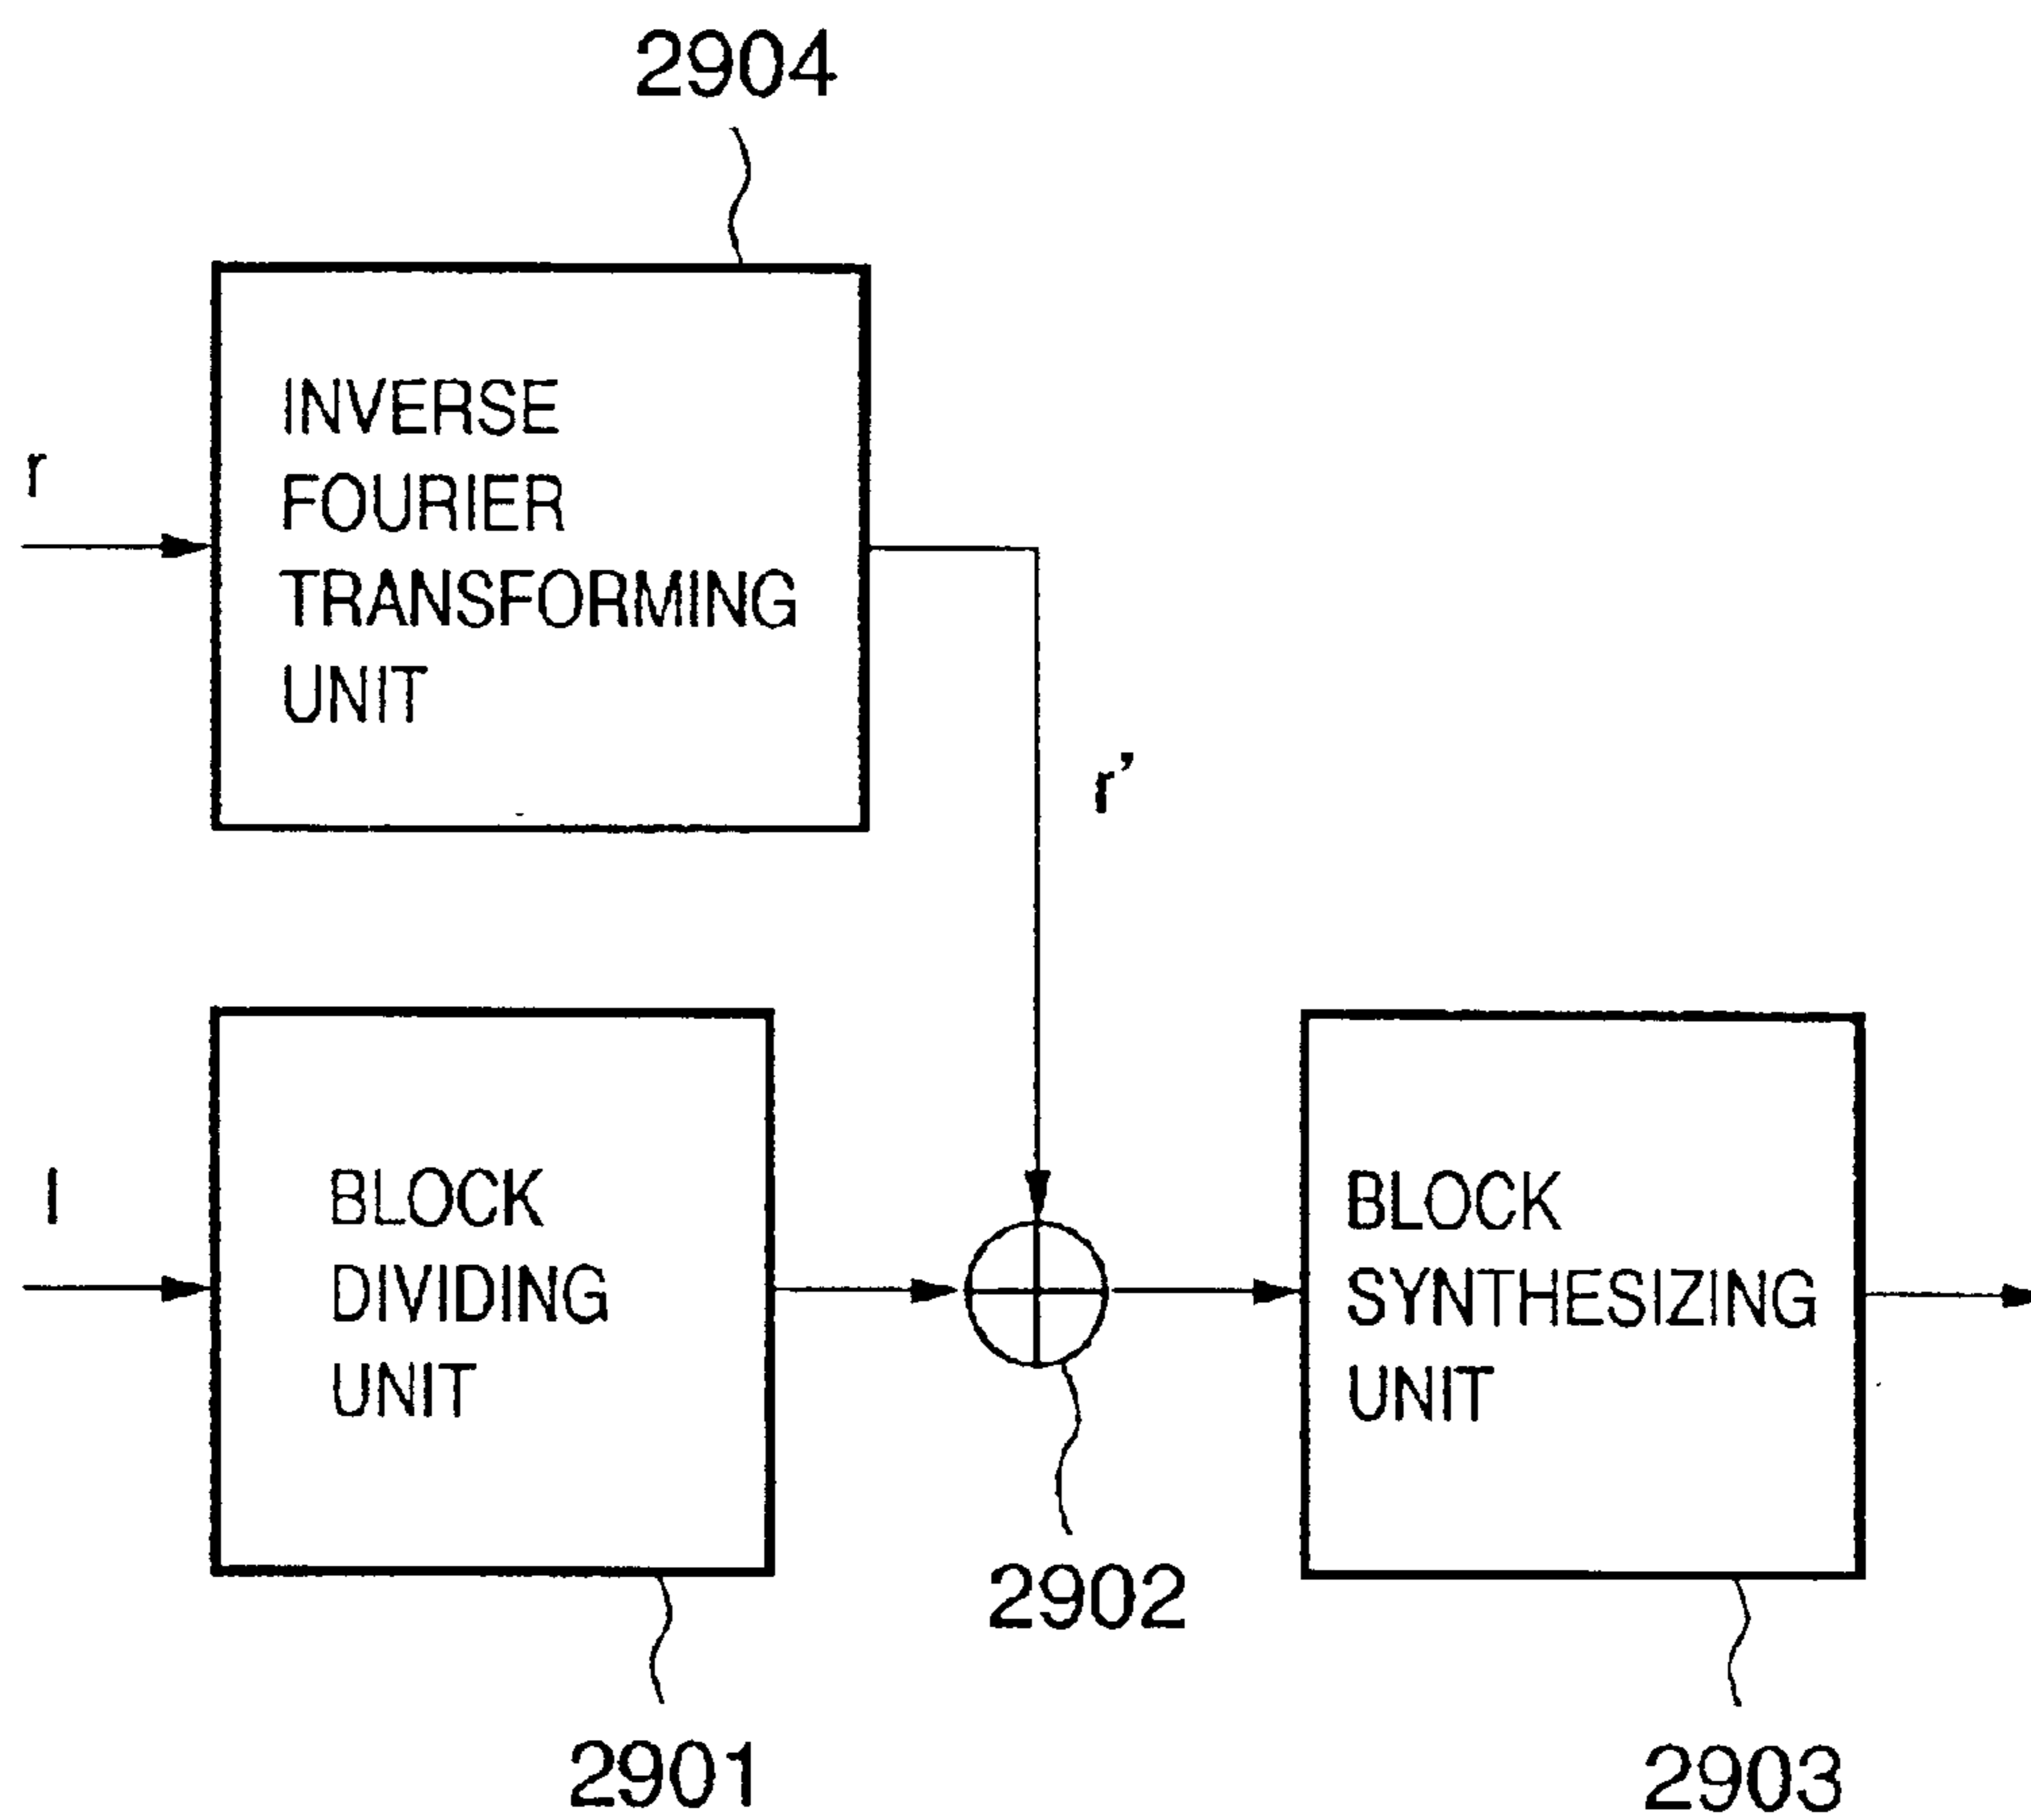 2904
r
INVERSE
FOURIER
TRANSFORMING
UNIT
r'
I
BLOCK
DIVIDING
UNIT
BLOCK
SYNTHESIZING
UNIT
2902
2901
2903